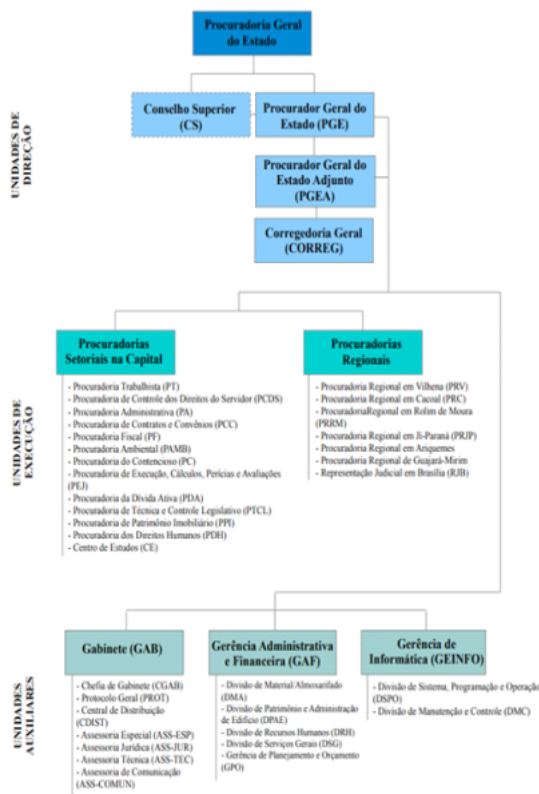 Procuradoria Geral
do Estado
UNIDADES DE
DIREÇÃO
Conselho Superior
(CS)
Procurador Geral do
Estado (PGE)
Procurador Geral do
Estado Adjunto
(PGEA)
Corregedoria Geral
(CORREG)
UNIDADES DE
EXECUÇÃO
Procuradorias
Setoriais na Capital
- Procuradoria Trabalhista (PT)
- Procuradoria de Controle dos Direitos do Servidor (PCDS)
- Procuradoria Administrativa (PA)
- Procuradoria de Contratos e Convênios (PCC)
- Procuradoria Fiscal (PF)
- Procuradoria Ambiental (PAMB)
- Procuradoria do Contencioso (PC)
- Procuradoria de Execução, Cálculos, Perícias e Avaliações
(PEJ)
- Procuradoria da Dívida Ativa (PDA)
- Procuradoria de Técnica e Controle Legislativo (PTCL)
- Procuradoria de Patrimônio Imobiliário (PPI)
- Procuradoria dos Direitos Humanos (PDH)
- Centro de Estudos (CE)
Procuradorias
Regionais
- Procuradoria Regional em Vilhena (PRV)
- Procuradoria Regional em Cacoal (PRC)
- ProcuradoriaRegional em Rolim de Moura
(PRRM)
- Procuradoria Regional em Ji-Paraná (PRJP)
- Procuradoria Regional em Ariquemes
- Procuradoria Regional de Guajará-Mirim
- Representação Judicial em Brasília (RJB)
UNIDADES
AUXILIARES
Gabinete (GAB)
- Chefia de Gabinete (CGAB)
- Protocolo Geral (PROT)
- Central de Distribuição
(CDIST)
- Assessoria Especial (ASS-ESP)
- Assessoria Jurídica (ASS-JUR)
- Assessoria Técnica (ASS-TEC)
- Assessoria de Comunicação
(ASS-COMUN)
Gerência Administrativa
e Financeira (GAF)
- Divisão de Material/Almoxarifado
(DMA)
- Divisão de Patrimônio e Administração
de Edifício (DPAE)
- Divisão de Recursos Humanos (DRH)
- Divisão de Serviços Gerais (DSG)
- Gerência de Planejamento e Orçamento
(GPO)
Gerência de
Informática (GEINFO)
- Divisão de Sistema, Programação e Operação
(DSPO)
- Divisão de Manutenção e Controle (DMC)